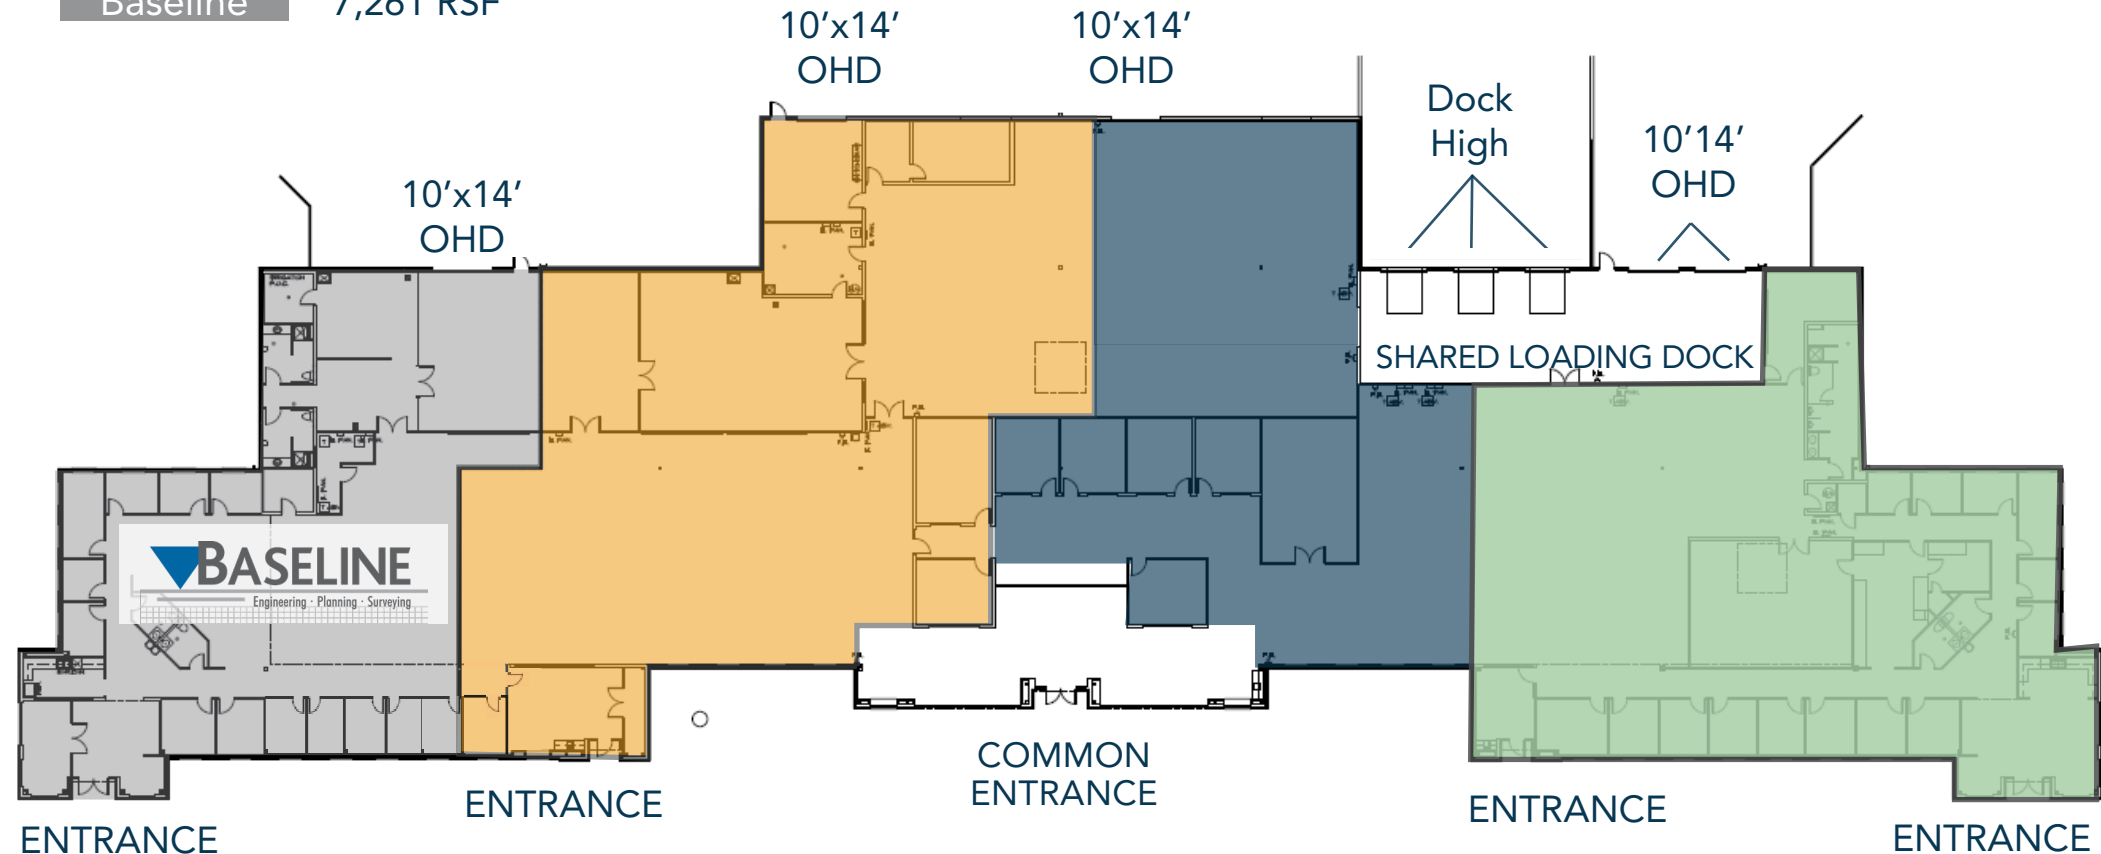 Baseline 7,261 RSF
10’x14’
OHD
10’x14’
OHD
Dock
High
10’14’
OHD
10’x14’
OHD
SHARED LOADING DOCK
BASELINE
Engineering · Planning · Surveying
COMMON
ENTRANCE
ENTRANCE
ENTRANCE
ENTRANCE
ENTRANCE